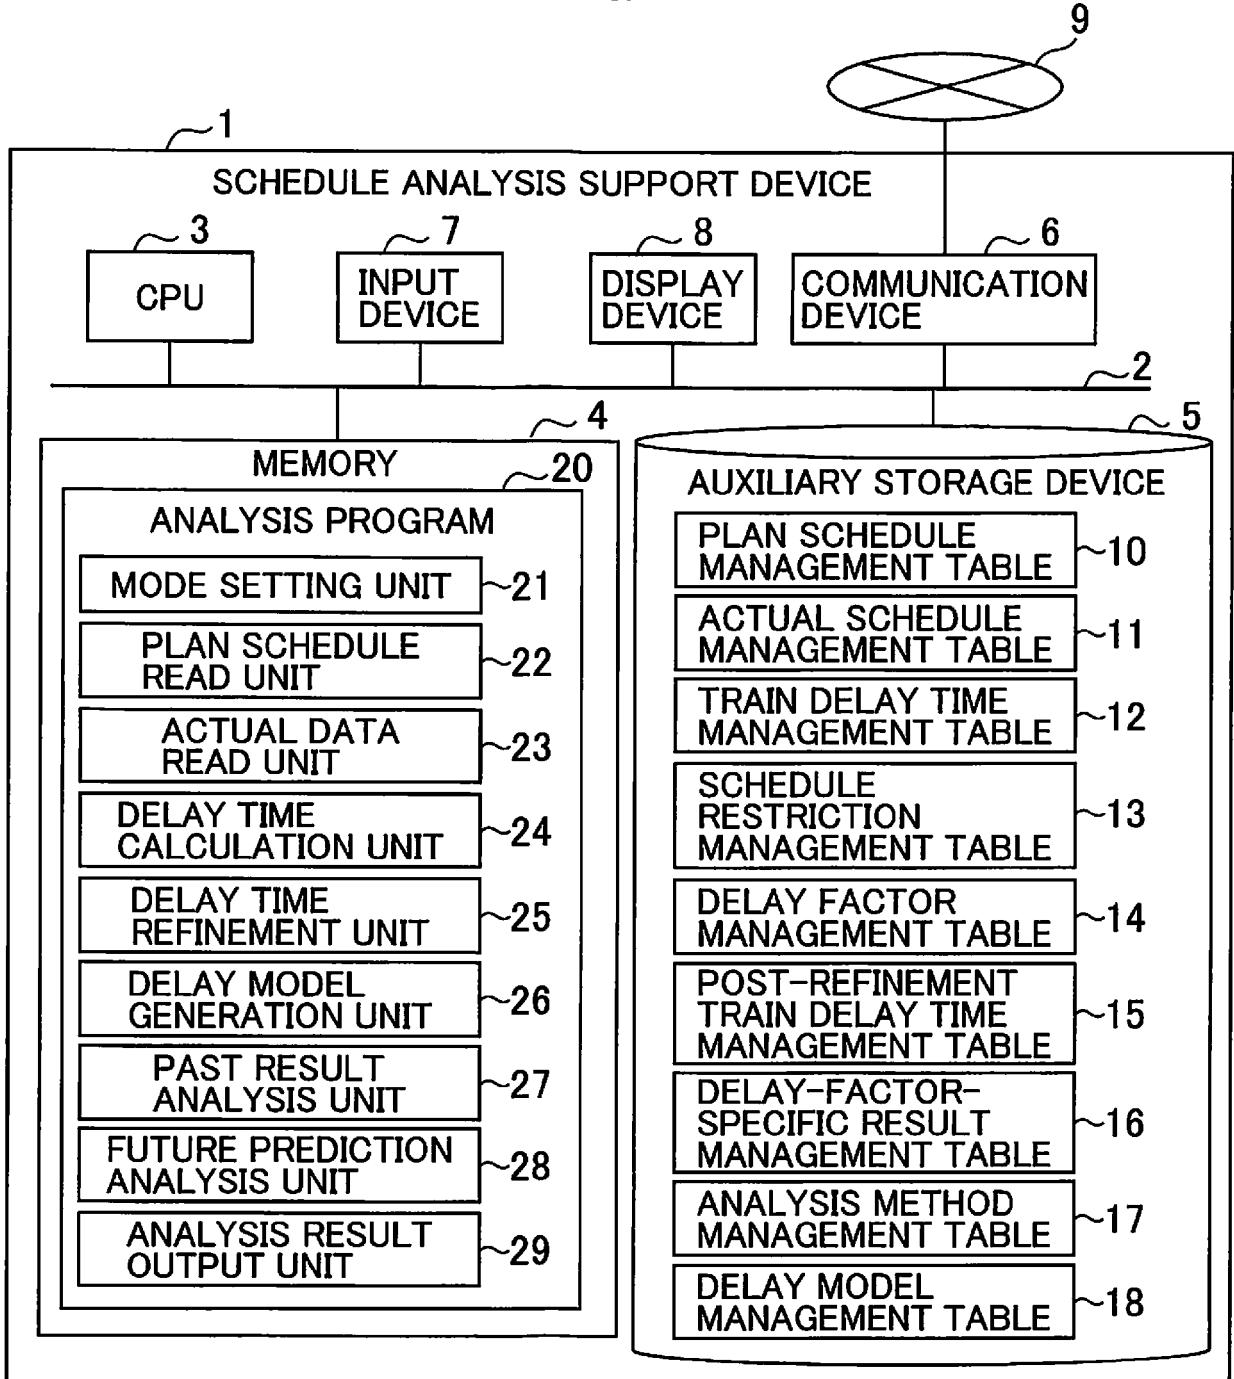 9
1
SCHEDULE ANALYSIS SUPPORT DEVICE
3
7
8
6
CPU
INPUT
DEVICE
DISPLAY
DEVICE
COMMUNICATION
DEVICE
2
4
MEMORY
20
ANALYSIS PROGRAM
MODE SETTING UNIT
21
PLAN SCHEDULE
READ UNIT
22
ACTUAL DATA
READ UNIT
23
DELAY TIME
CALCULATION UNIT
24
DELAY TIME
REFINEMENT UNIT
25
DELAY MODEL
GENERATION UNIT
26
PAST RESULT
ANALYSIS UNIT
27
FUTURE PREDICTION
ANALYSIS UNIT
28
ANALYSIS RESULT
OUTPUT UNIT
29
5
AUXILIARY STORAGE DEVICE
PLAN SCHEDULE
MANAGEMENT TABLE
10
ACTUAL SCHEDULE
MANAGEMENT TABLE
11
TRAIN DELAY TIME
MANAGEMENT TABLE
12
SCHEDULE
RESTRICTION
MANAGEMENT TABLE
13
DELAY FACTOR
MANAGEMENT TABLE
14
POST-REFINEMENT
TRAIN DELAY TIME
MANAGEMENT TABLE
15
DELAY-FACTOR-
SPECIFIC RESULT
MANAGEMENT TABLE
16
ANALYSIS METHOD
MANAGEMENT TABLE
17
DELAY MODEL
MANAGEMENT TABLE
18